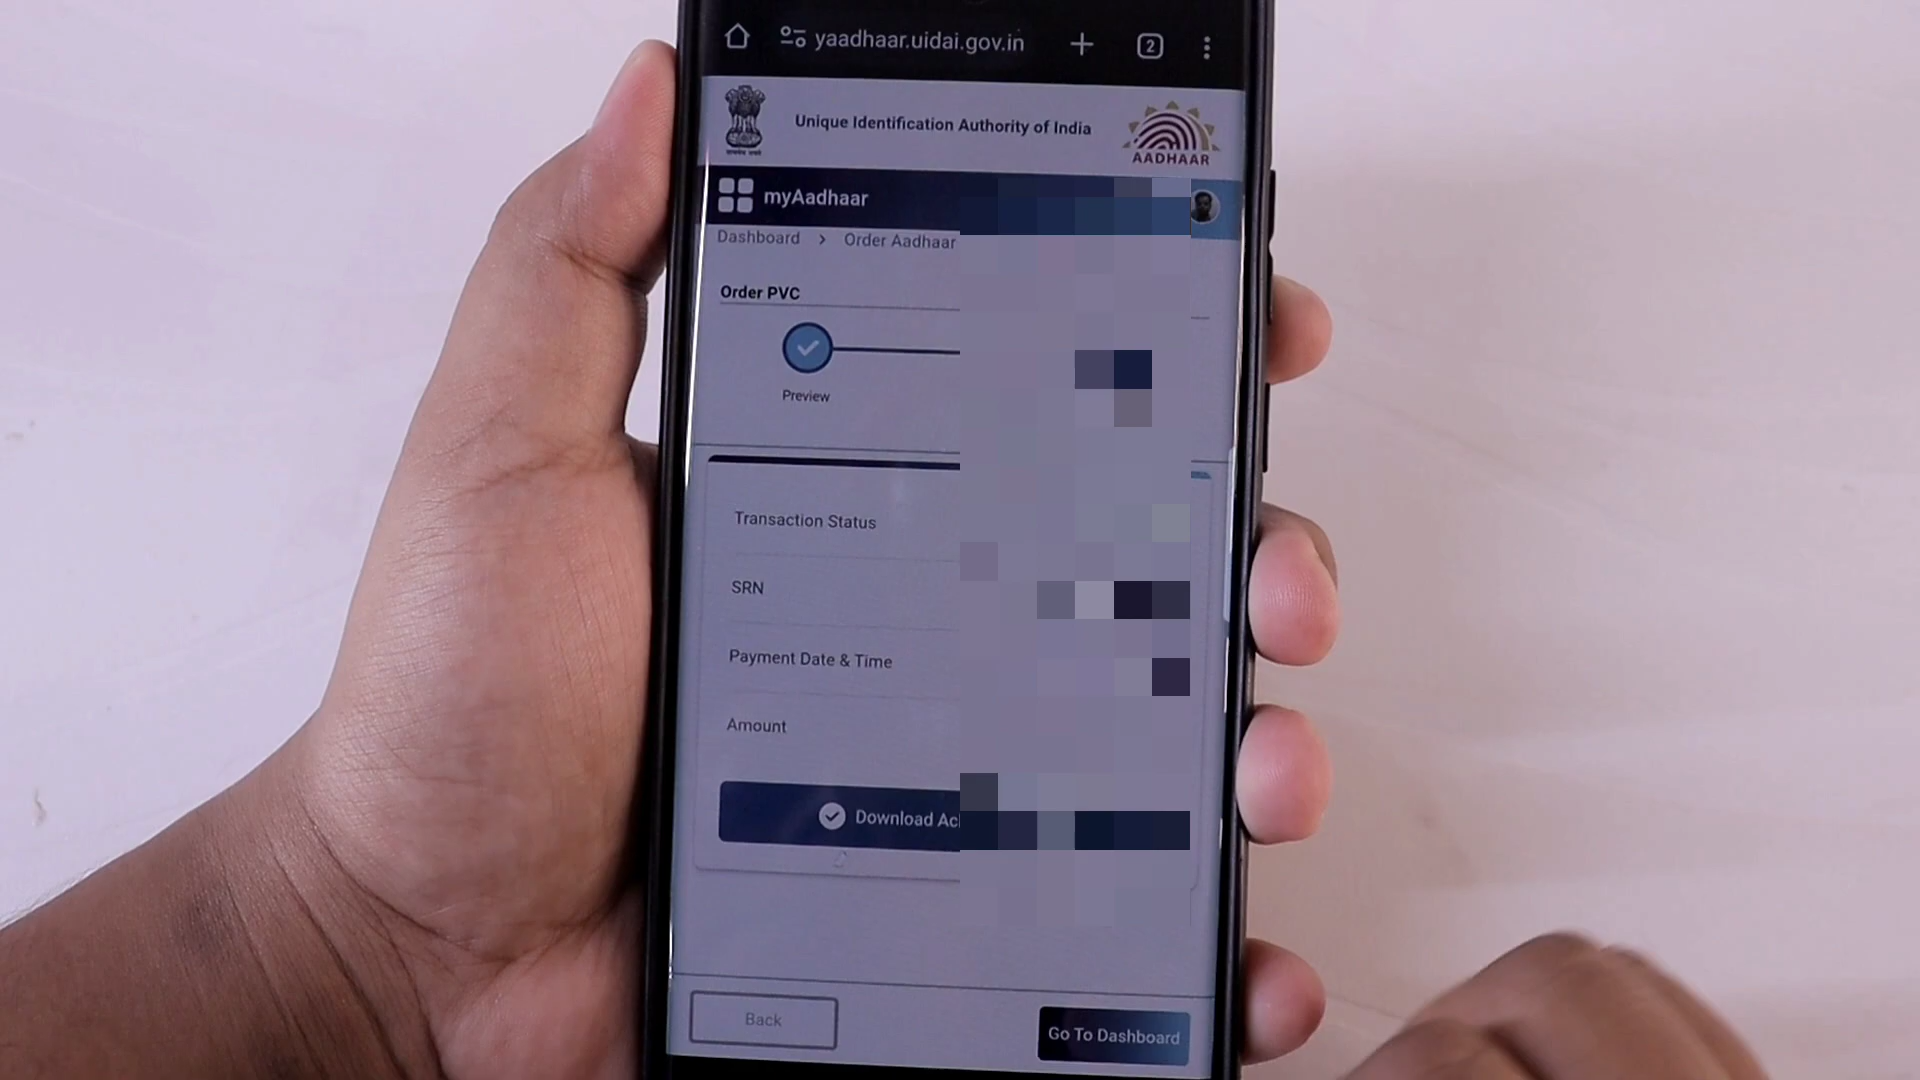 yaadhaar.uidai.gov.in
2
Unique Identification Authority of India
AADHAAR
myAadhaar
Dashboard > Order Aadhaar
Order PVC
Preview
Transaction Status
SRN
Payment Date & Time
Amount
Download
Back
Go To Dashboard